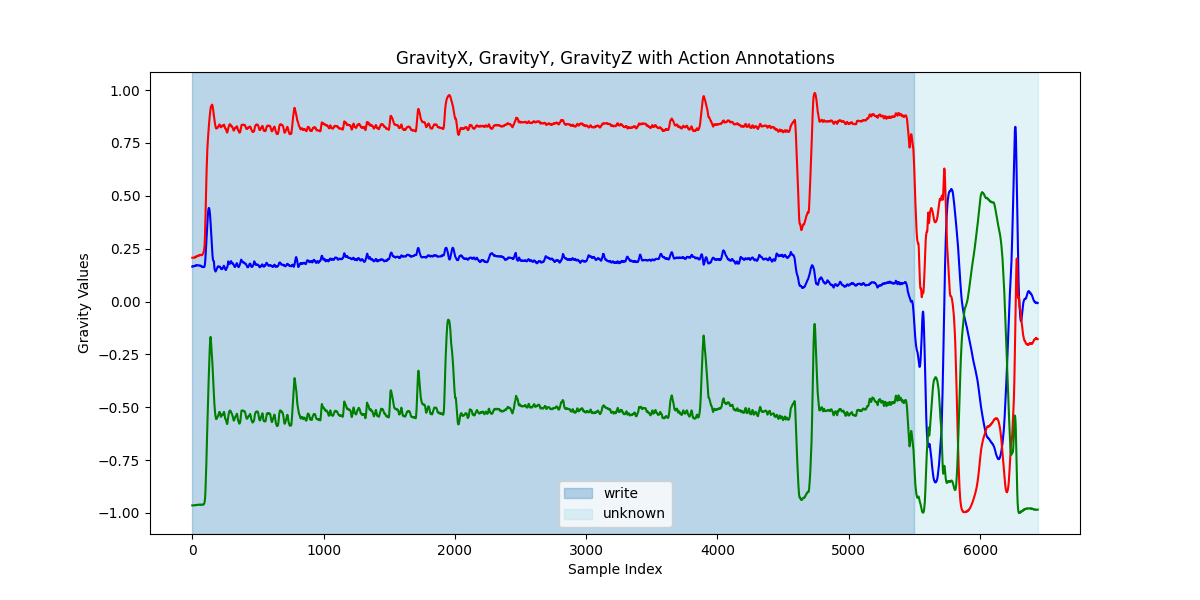 GravityX, GravityY, GravityZ with Action Annotations
Gravity Values
1.00
0.75
0.50
0.25
0.00
−0.25
−0.50
−0.75
−1.00
write
unknown
0 1000 2000 3000 4000 5000 6000
Sample Index